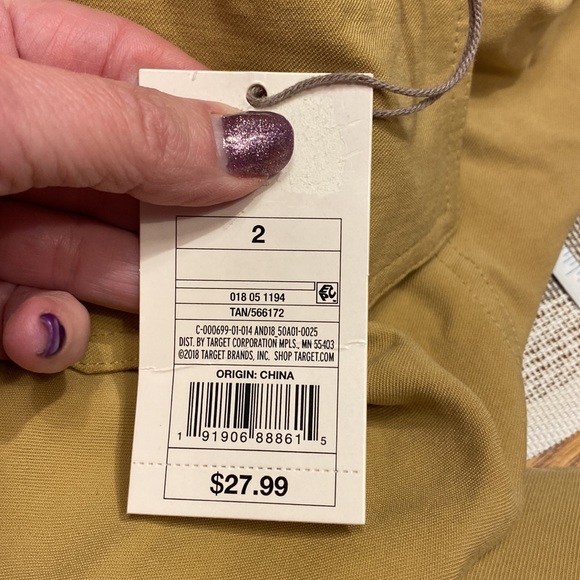 2
018 05 1194
TAN/566172
C-000699-01-014 AND18_50A01-0025
DIST. BY TARGET CORPORATION MPLS., MN 55403
©2018 TARGET BRANDS, INC. SHOP TARGET.COM
ORIGIN: CHINA
1 91906 88861 5
$27.99